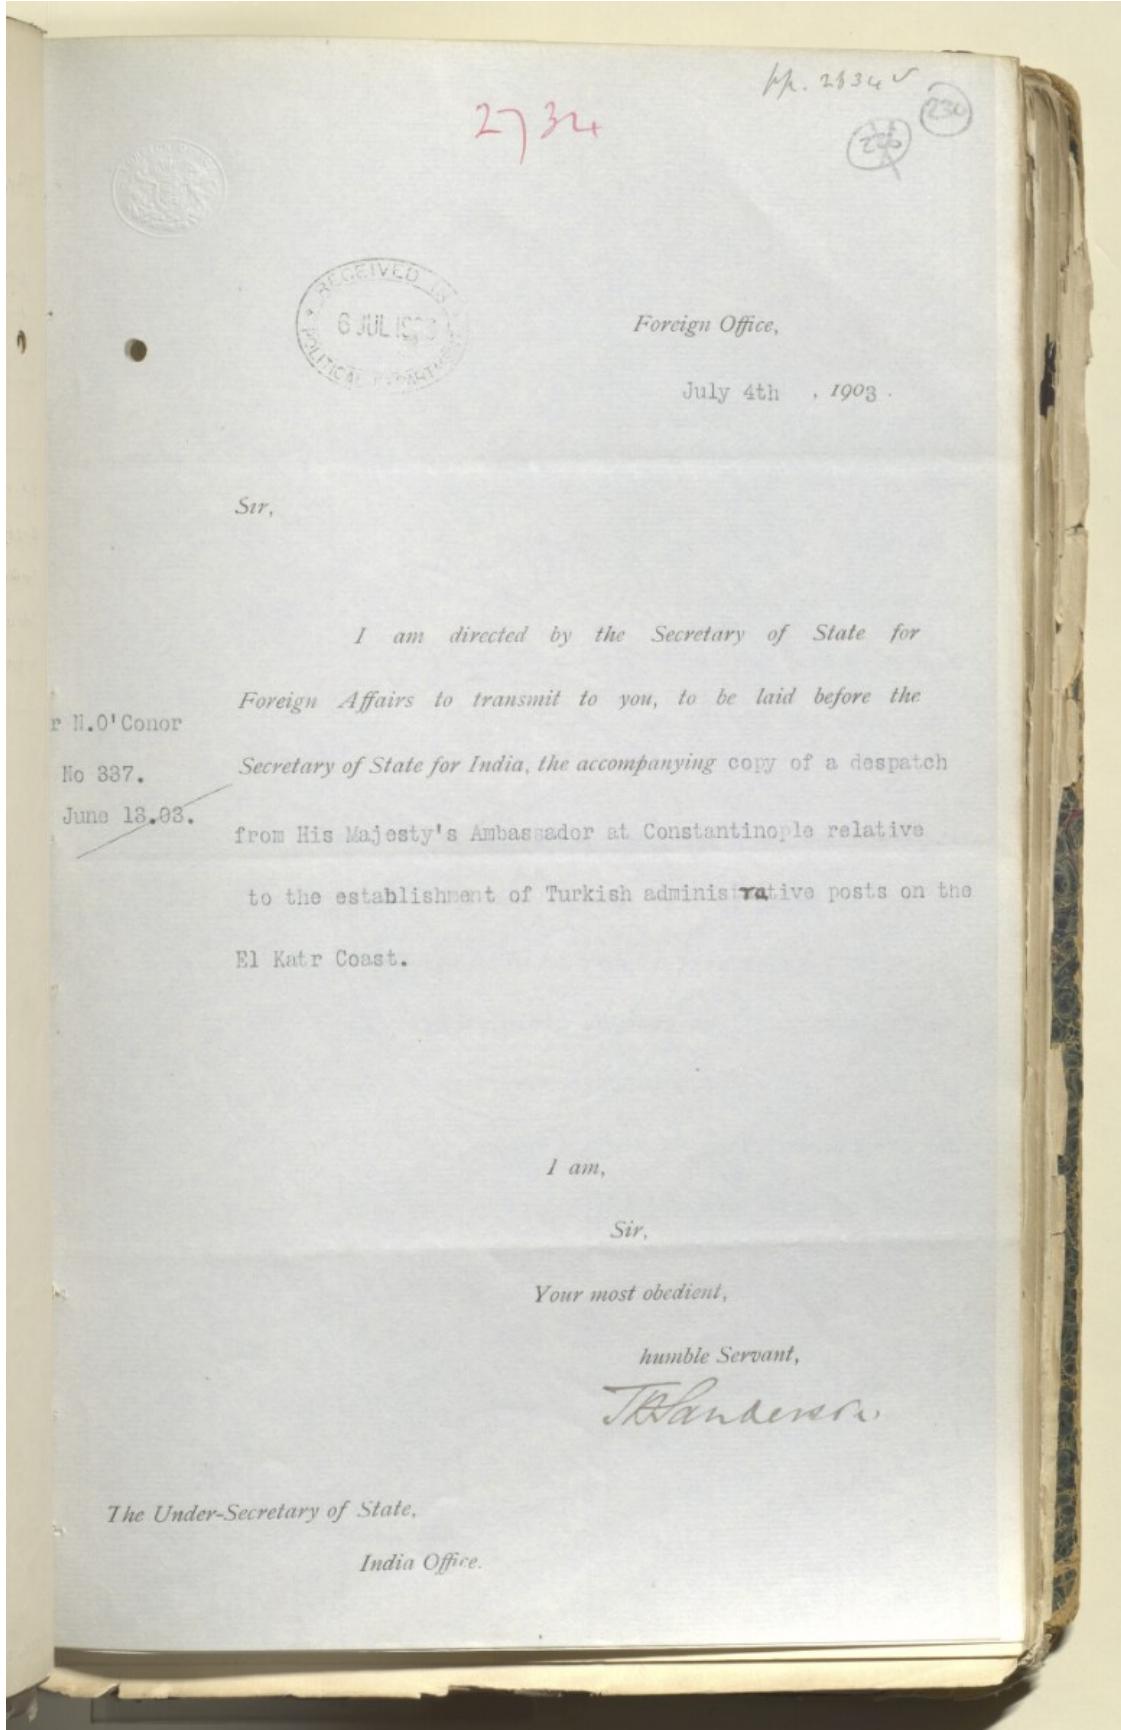 2734
RECEIVED IN
6 JUL 1903
POLITICAL DEPARTMENT
Foreign Office,
July 4th , 1903.
Sir,
I am directed by the Secretary of State for
Foreign Affairs to transmit to you, to be laid before the
r N.O'Conor
Secretary of State for India, the accompanying copy of a despatch
No 337.
June 13.03.
from His Majesty's Ambassador at Constantinople relative
to the establishment of Turkish administrative posts on the
El Katr Coast.
I am,
Sir,
Your most obedient,
humble Servant,
THSanderson.
The Under-Secretary of State,
India Office.